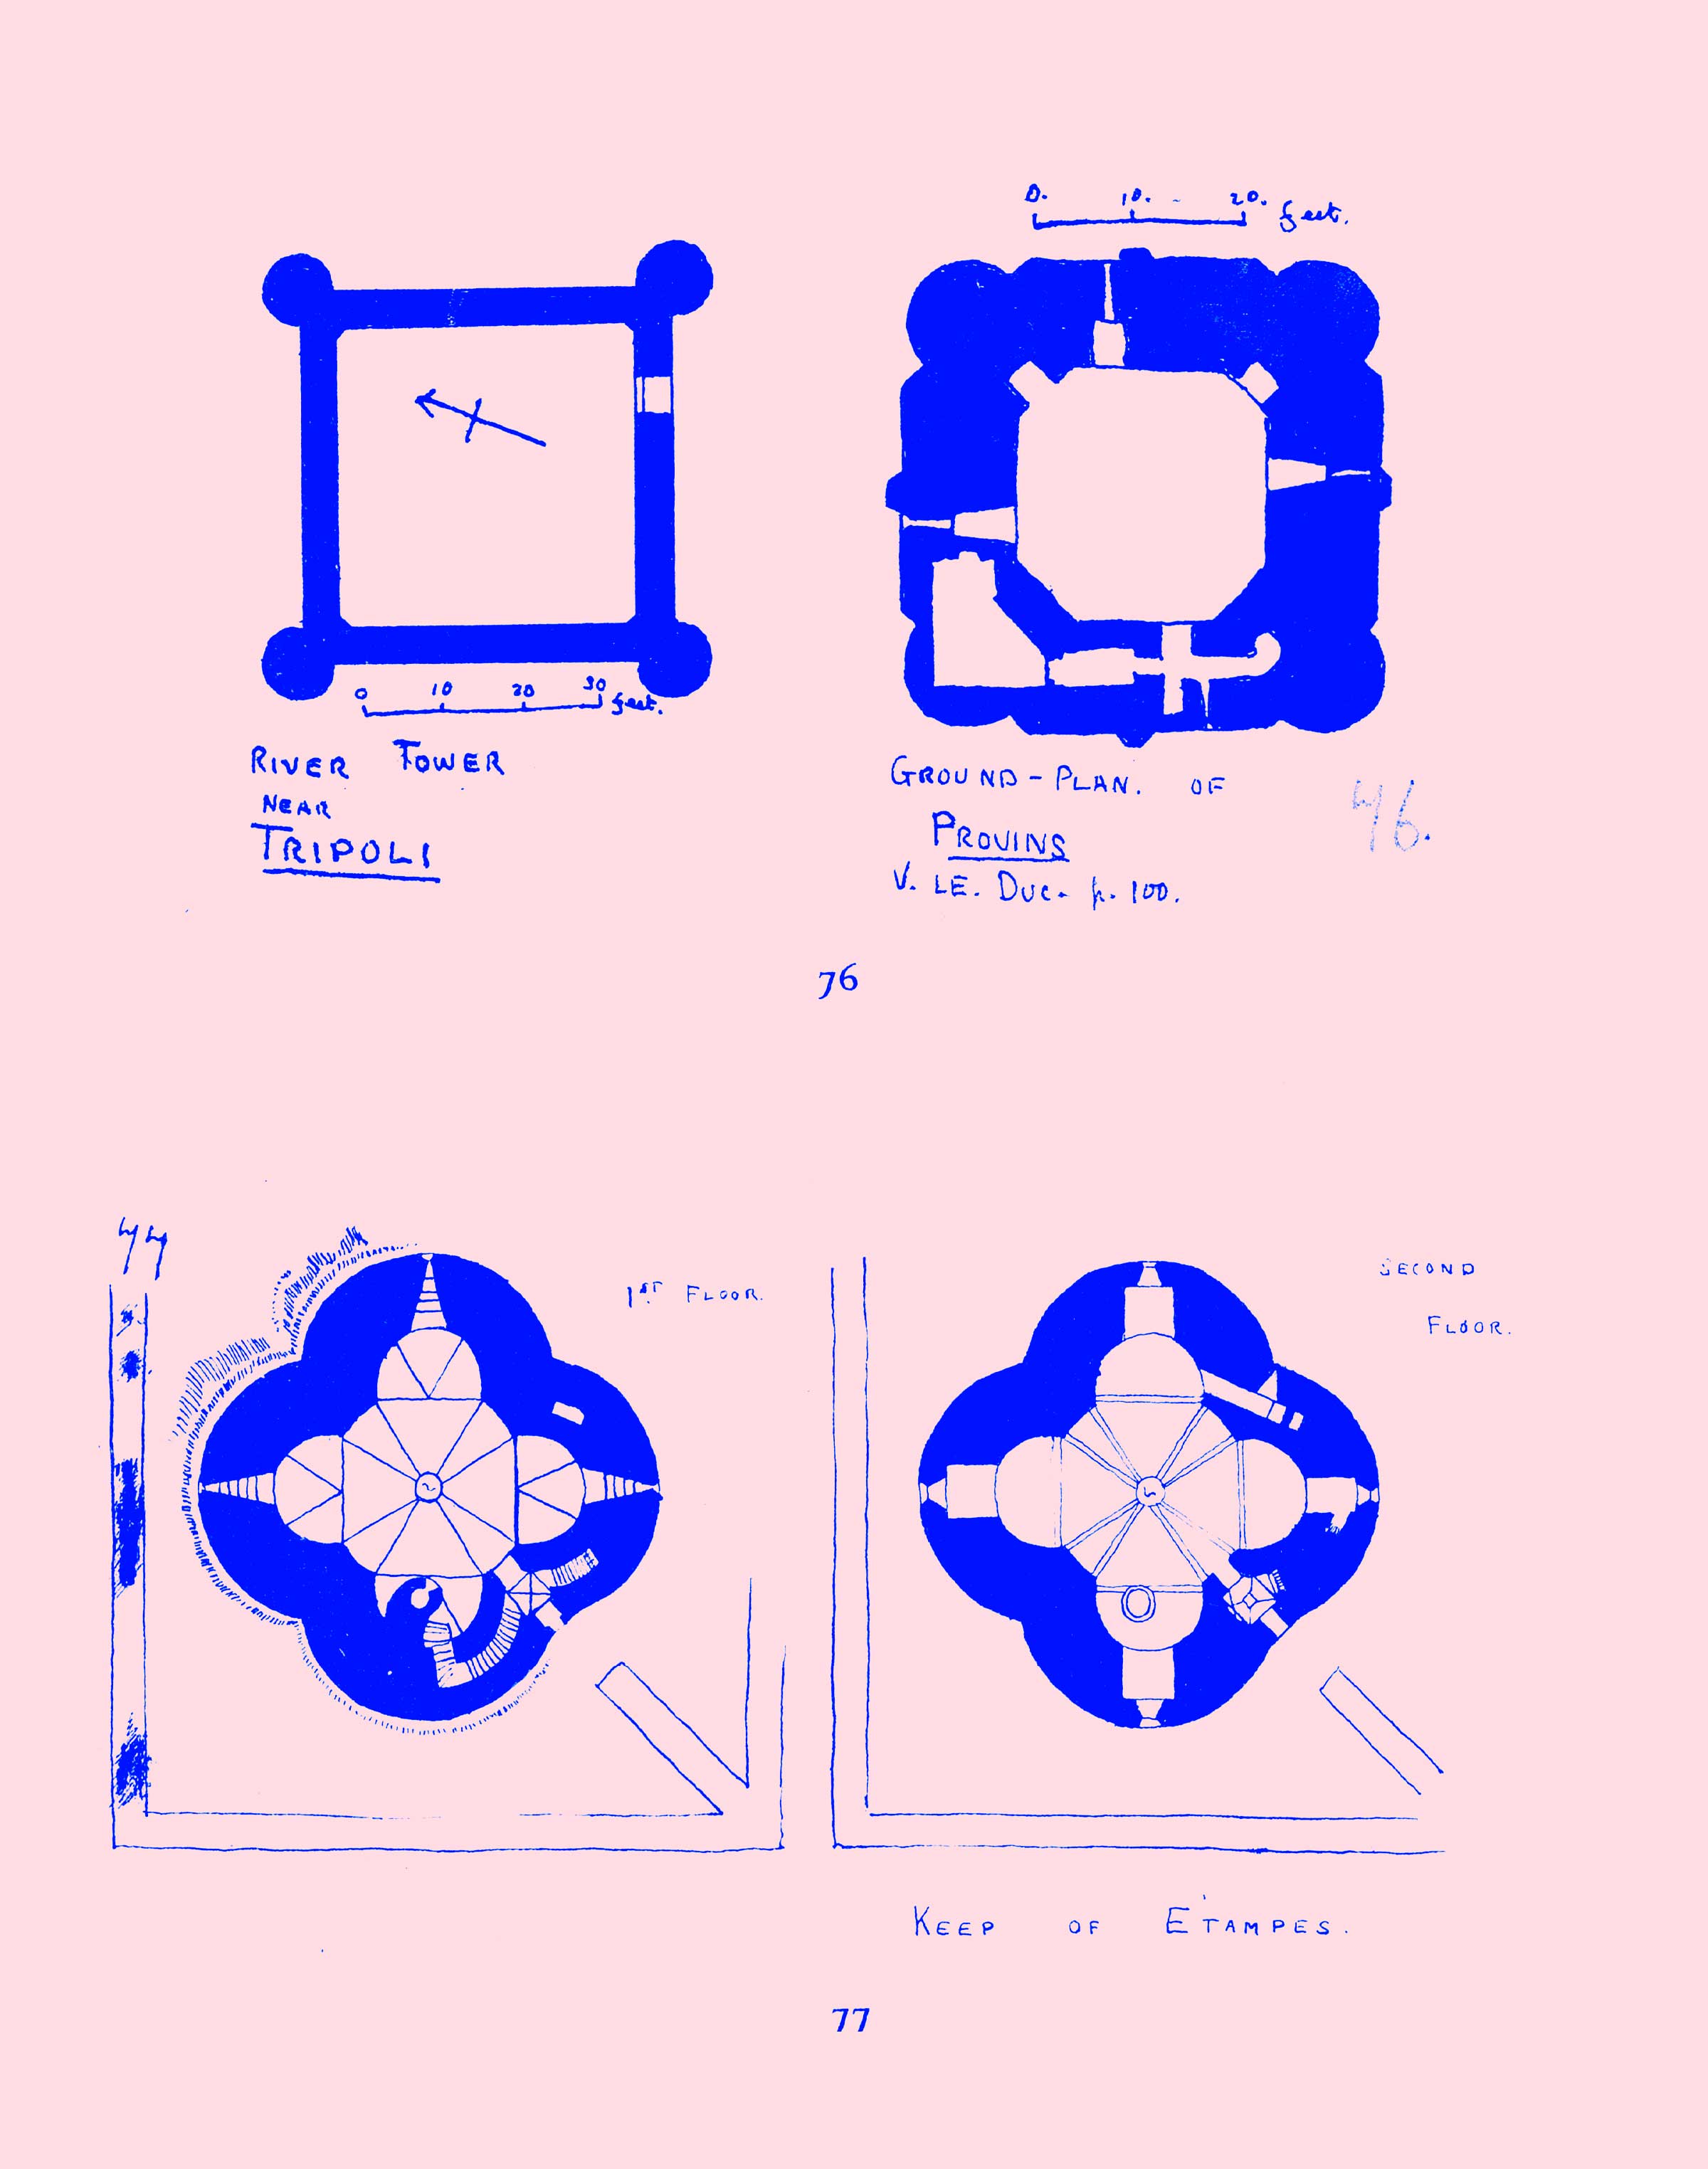 0. 10. - 20. feet.
0 10 20 30 feet.
RIVER TOWER
NEAR
TRIPOLI
GROUND-PLAN. OF
PROVINS
V. LE. DUC. p. 100.
46.
76
1ST FLOOR.
SECOND
FLOOR.
KEEP OF ETAMPES.
77